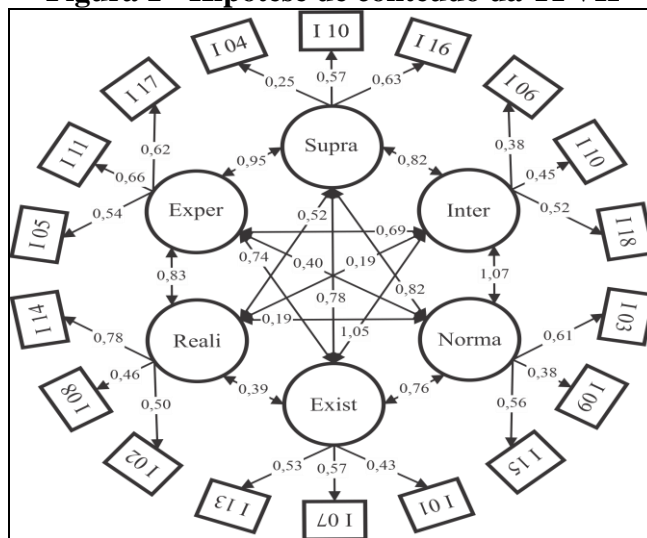 Figura 1 - Hipótese de conteúdo da
I 10
I 04
I 16
0,25
0,57
0,63
I 17
I 06
I 11
0,62
Supra
0,38
I 10
0,66
0,95
0,82
0,45
I 05
0,54
Exper
0,52
0,69
Inter
0,52
I 18
0,83
0,74
0,40
0,19
1,07
I 14
0,78
0,82
I 03
0,78
Reali
0,19
1,05
Norma
0,61
I 08
0,46
0,39
0,76
0,38
I 09
I 02
0,50
Exist
0,56
I 15
0,53
0,57
0,43
I 13
I 07
I 01